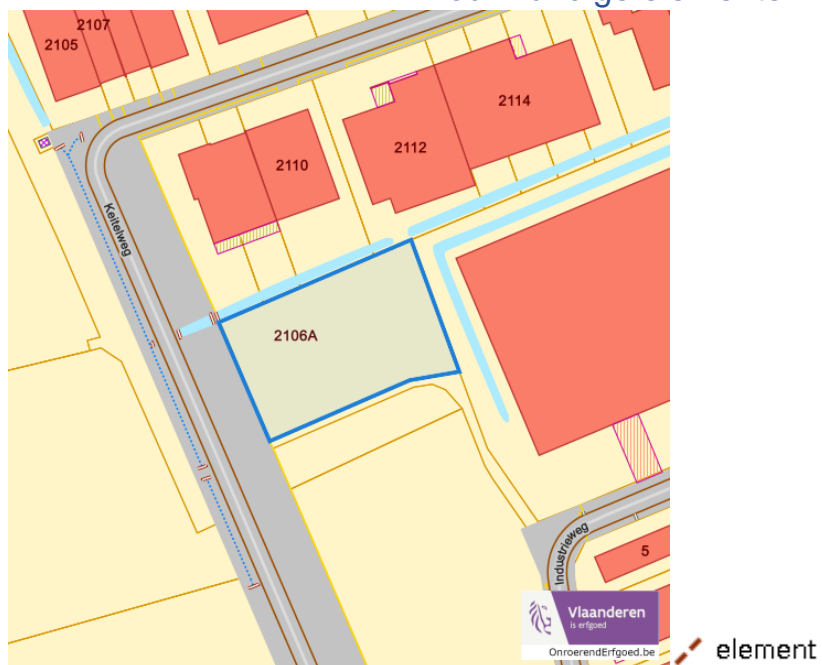 2107
2105
2114
2112
2110
Keitelweg
2106A
Industrieweg
5
Vlaanderen
is erfgoed
OnroerendErfgoed.be
element